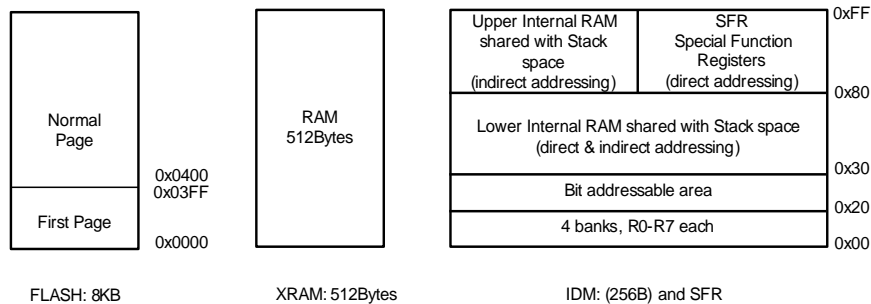 Normal
Page
0x0400
0x03FF
First Page
0x0000
FLASH: 8KB
RAM
512Bytes
XRAM: 512Bytes
Upper Internal RAM
shared with Stack
space
(indirect addressing)
SFR
Special Function
Registers
(direct addressing)
0xFF
0x80
Lower Internal RAM shared with Stack space
(direct & indirect addressing)
0x30
Bit addressable area
0x20
4 banks, R0-R7 each
0x00
IDM: (256B) and SFR